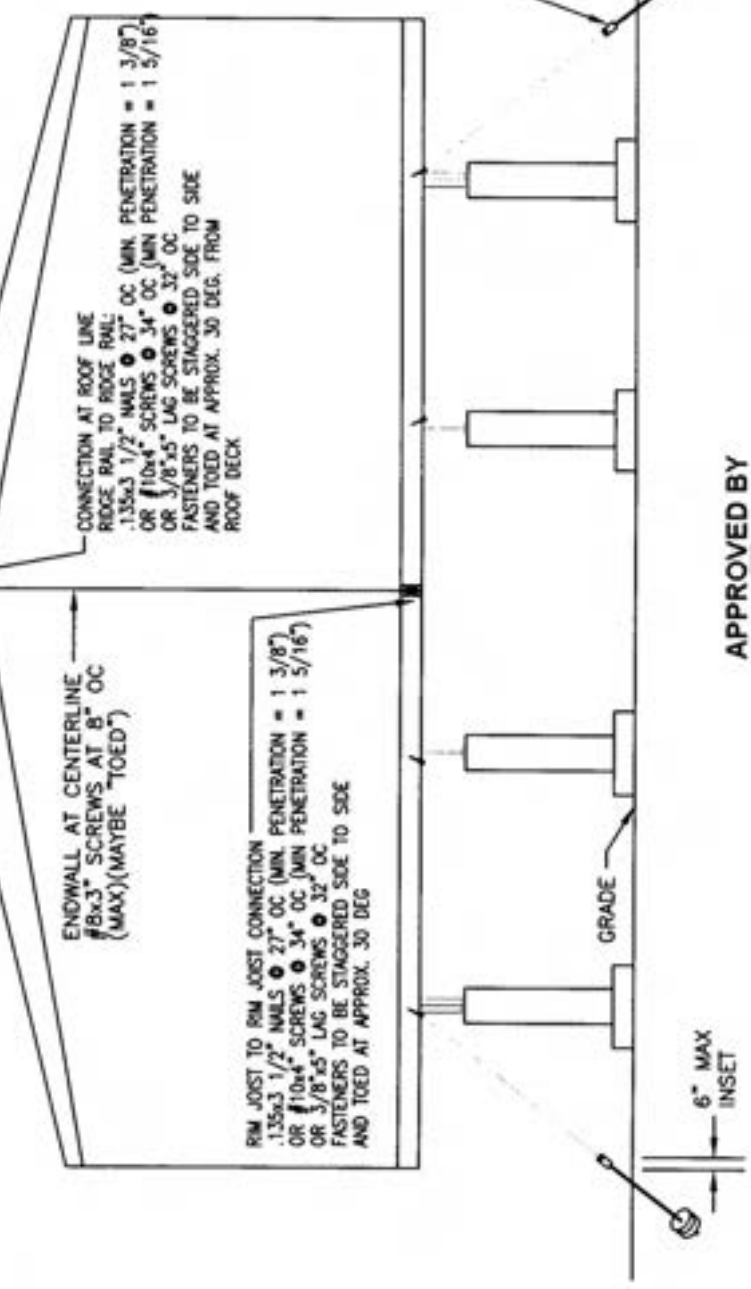 CONNECTION AT ROOF LINE
RIDGE RAIL TO RIDGE RAIL:
.135x3 1/2" NAILS @ 27" OC (MIN. PENETRATION = 1 3/8")
OR #10x4" SCREWS @ 34" OC (MIN PENETRATION = 1 5/16")
OR 3/8"x5" LAG SCREWS @ 32" OC
FASTENERS TO BE STAGGERED SIDE TO SIDE
AND TOED AT APPROX. 30 DEG. FROM
ROOF DECK
ENDWALL AT CENTERLINE
#8x3" SCREWS AT 8" OC
(MAX)(MAYBE "TOED")
RIM JOIST TO RIM JOIST CONNECTION
.135x3 1/2" NAILS @ 27" OC (MIN. PENETRATION = 1 3/8")
OR #10x4" SCREWS @ 34" OC (MIN PENETRATION = 1 5/16")
OR 3/8"x5" LAG SCREWS @ 32" OC
FASTENERS TO BE STAGGERED SIDE TO SIDE
AND TOED AT APPROX. 30 DEG
GRADE
6" MAX
INSET
APPROVED BY